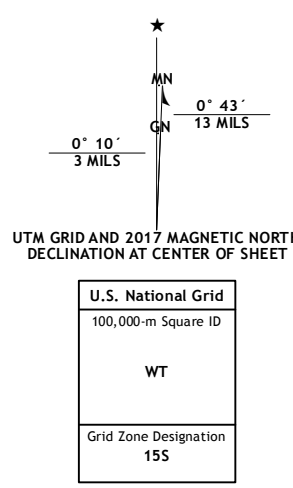 ★
MN
0° 43´
13 MILS
GN
0° 10´
3 MILS
UTM GRID AND 2017 MAGNETIC NORTH
DECLINATION AT CENTER OF SHEET
U.S. National Grid
100,000-m Square ID
WT
Grid Zone Designation
15S